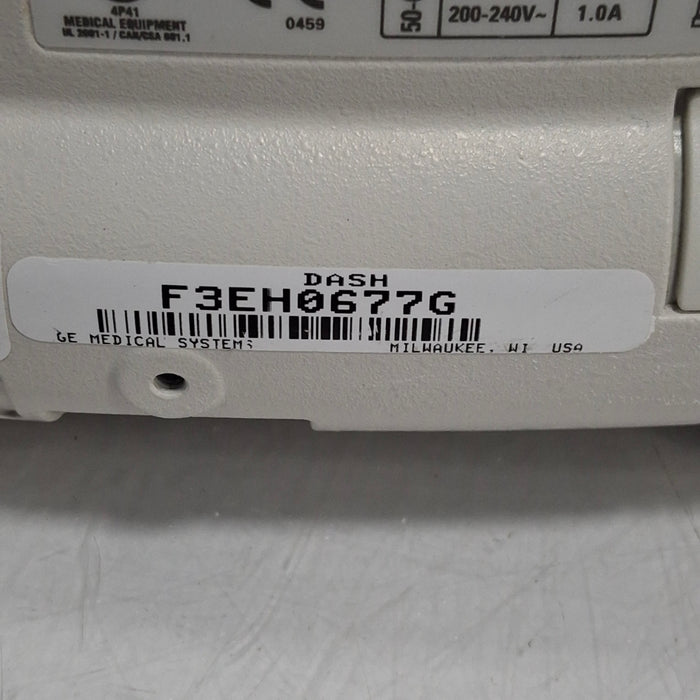 4P41
MEDICAL EQUIPMENT
UL 2601-1 / CAN/CSA 601.1
0459
50-
200-240V~
1.0A
DASH
F3EH0677G
GE MEDICAL SYSTEMS
MILWAUKEE, WI USA